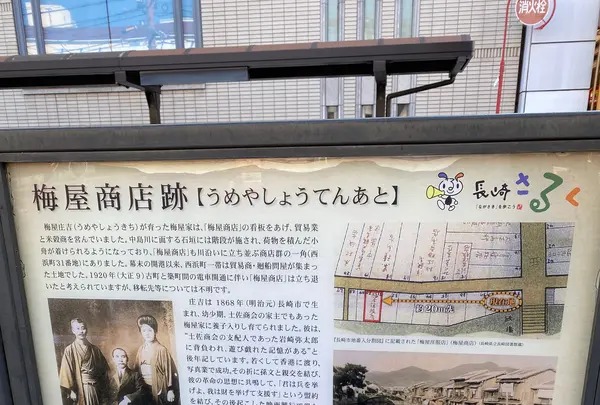 消火栓
梅屋商店跡【うめやしょうてんあと】
長崎さるく
梅屋庄吉(うめやしょうきち)が育った梅屋家は、「梅屋商店」の看板をあげ、貿易業
と米穀商を営んでいました。中島川に面する石垣には階段が施され、荷物を積んだ小
舟が着けられるようになっており、「梅屋商店」も川沿いに立ち並ぶ商店群の一角(西
浜町31番地)にありました。幕末の開港以来、西浜町一帯は貿易商・廻船問屋が集まっ
た土地でした。1920年(大正9)古町と築町間の電車開通に伴い「梅屋商店」は立ち退
いたと考えられていますが、移転先等については不明です。
庄吉は1868年(明治元)長崎市で生
まれ、幼少期、土佐商会の家主でもあった
梅屋家に養子入りし育てられました。彼は、
"土佐商会の支配人であった岩崎弥太郎
に背負われ、遊び戯れた記憶がある"と
後年記しています。若くして香港に渡り、
写真業で成功。その折に孫文と親交を結び、
彼の革命の思想に共鳴して、「君は兵を挙
げよ。我は財を挙げて支援す」という盟約
を結び、その後
現在地
約20m先